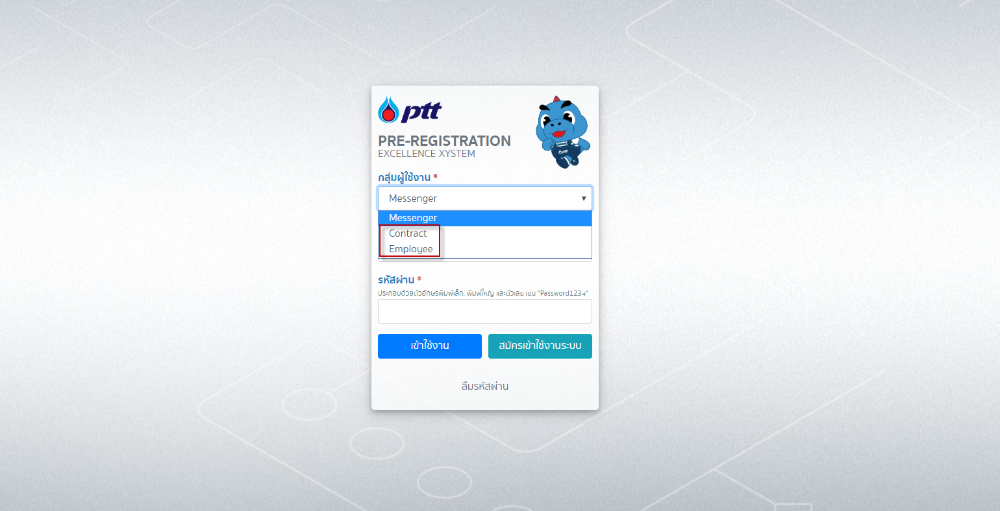 ptt
PRE-REGISTRATION
EXCELLENCE XYSTEM
กลุ่มผู้ใช้งาน *
Messenger
Messenger
Contract
Employee
รหัสผ่าน *
ประกอบด้วยตัวอักษรพิมพ์เล็ก, พิมพ์ใหญ่ และตัวเลข เช่น "Password1234"
เข้าใช้งาน
สมัครเข้าใช้งานระบบ
ลืมรหัสผ่าน